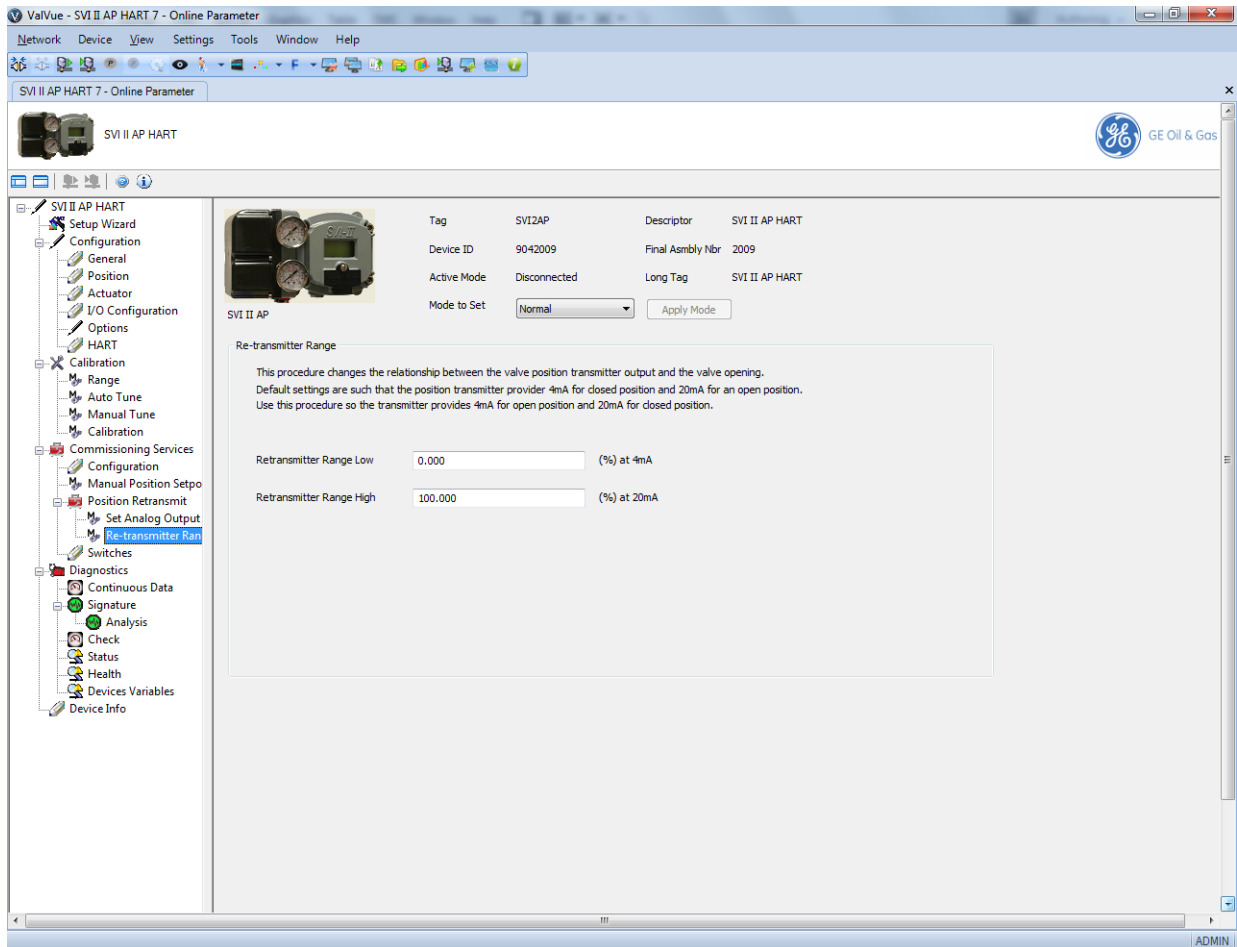 ValVue - SVI II AP HART 7 - Online Parameter
Network Device View Settings Tools Window Help
SVI II AP HART 7 - Online Parameter
SVI II AP HART
GE Oil & Gas
SVI II AP HART
Setup Wizard
Configuration
General
Position
Actuator
I/O Configuration
Options
HART
Calibration
Range
Auto Tune
Manual Tune
Calibration
Commissioning Services
Configuration
Manual Position Setpo
Position Retransmit
Set Analog Output
Re-transmitter Ran
Switches
Diagnostics
Continuous Data
Signature
Analysis
Check
Status
Health
Devices Variables
Device Info
SVI-II
SVI II AP
Tag SVI2AP Descriptor SVI II AP HART
Device ID 9042009 Final Asmbly Nbr 2009
Active Mode Disconnected Long Tag SVI II AP HART
Mode to Set Normal Apply Mode
Re-transmitter Range
This procedure changes the relationship between the valve position transmitter output and the valve opening.
Default settings are such that the position transmitter provider 4mA for closed position and 20mA for an open position.
Use this procedure so the transmitter provides 4mA for open position and 20mA for closed position.
Retransmitter Range Low 0.000 (%) at 4mA
Retransmitter Range High 100.000 (%) at 20mA
ADMIN